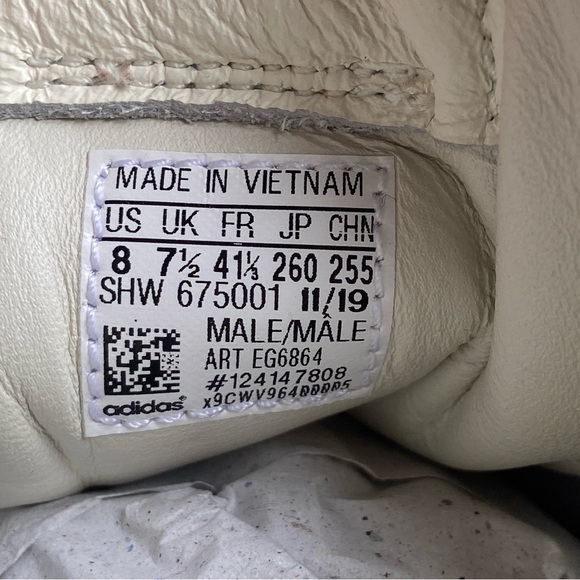 MADE IN VIETNAM
US UK FR JP CHN
8 7½ 41⅓ 260 255
SHW 675001 11/19
MALE/MÂLE
ART EG6864
#124147808
x9CWV96400005
adidas®